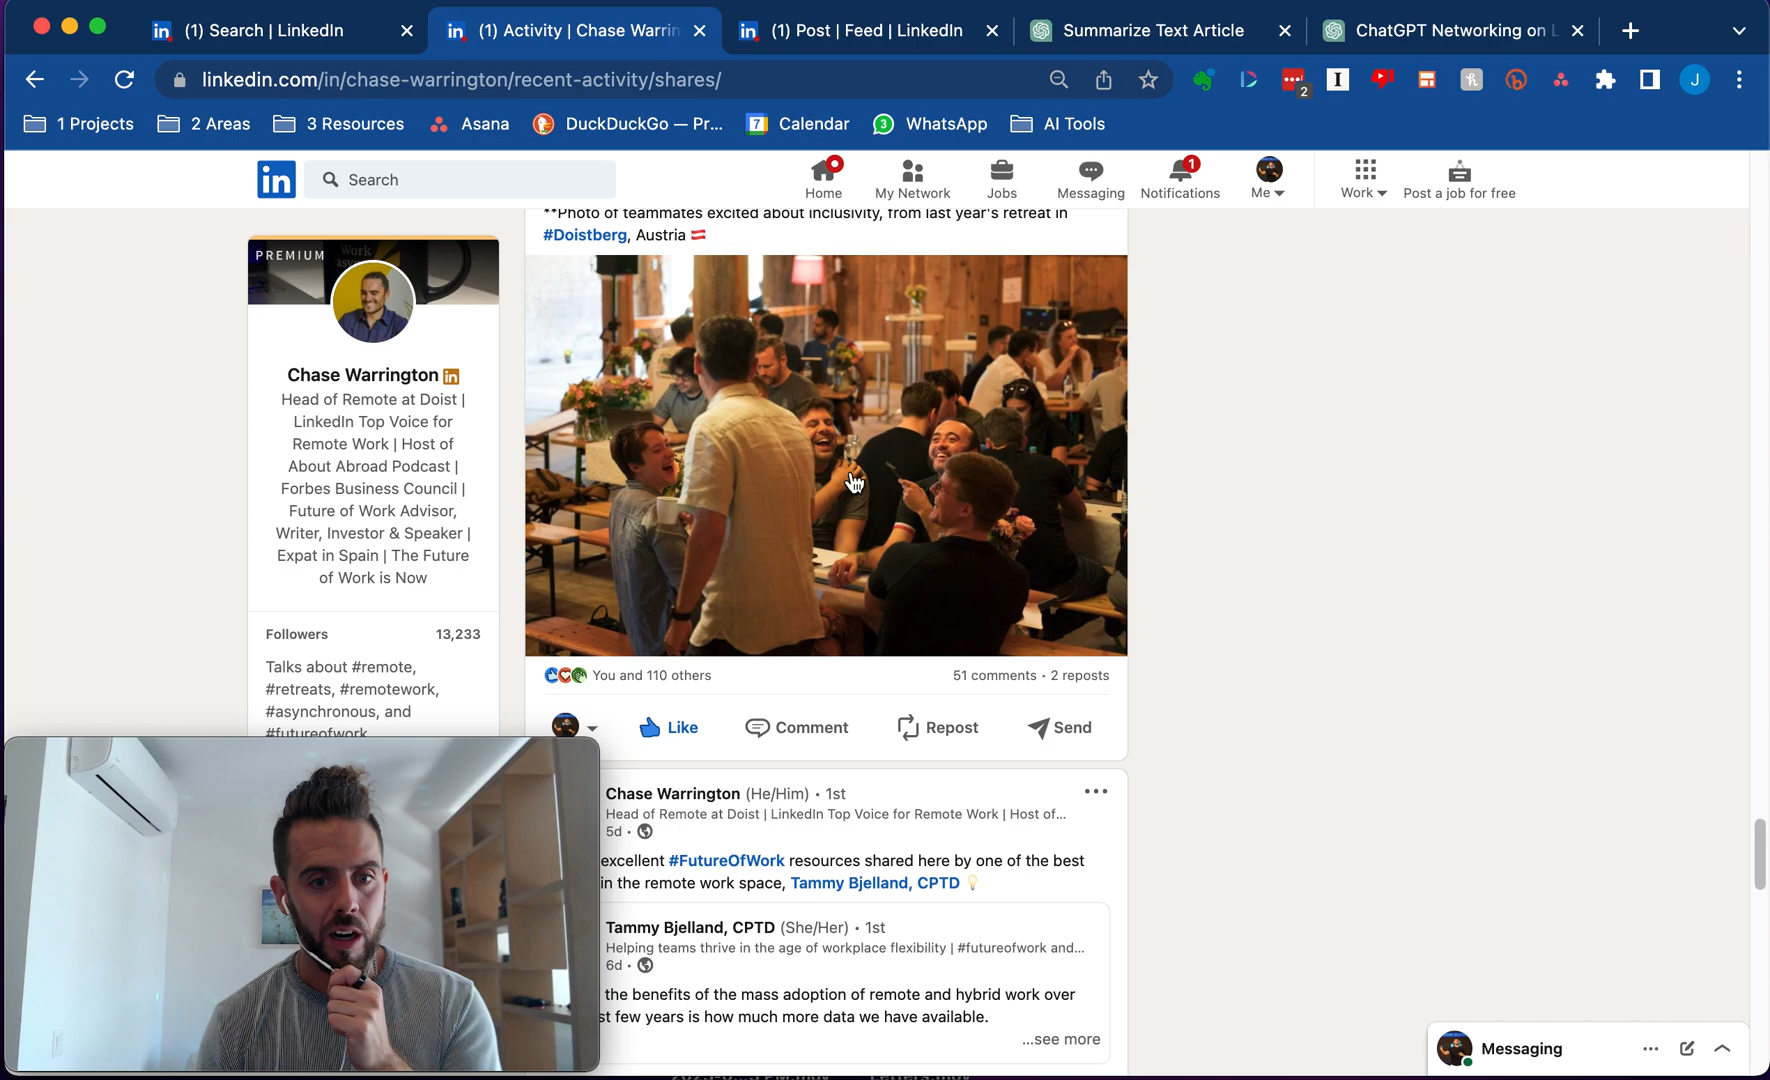 (1) Search | LinkedIn
(1) Activity | Chase Warrin
(1) Post | Feed | LinkedIn
Summarize Text Article
ChatGPT Networking on L
linkedin.com/in/chase-warrington/recent-activity/shares/
2
J
1 Projects
2 Areas
3 Resources
Asana
DuckDuckGo — Pr...
7
Calendar
3
WhatsApp
AI Tools
in
Search
Home
My Network
Jobs
Messaging
1
Notifications
Me
Work
Post a job for free
PREMIUM
Work
Chase Warrington
Head of Remote at Doist |
LinkedIn Top Voice for
Remote Work | Host of
About Abroad Podcast |
Forbes Business Council |
Future of Work Advisor,
Writer, Investor & Speaker |
Expat in Spain | The Future
of Work is Now
Followers 13,233
Talks about #remote,
#retreats, #remotework,
#asynchronous, and
#futureofwork
**Photo of teammates excited about inclusivity, from last year's retreat in
#Doistberg, Austria 🇦🇹
You and 110 others
51 comments · 2 reposts
Like
Comment
Repost
Send
Chase Warrington (He/Him) • 1st
Head of Remote at Doist | LinkedIn Top Voice for Remote Work | Host of...
5d •
excellent #FutureOfWork resources shared here by one of the best
in the remote work space, Tammy Bjelland, CPTD 💡
Tammy Bjelland, CPTD (She/Her) • 1st
Helping teams thrive in the age of workplace flexibility | #futureofwork and...
6d •
the benefits of the mass adoption of remote and hybrid work over
st few years is how much more data we have available.
...see more
Messaging